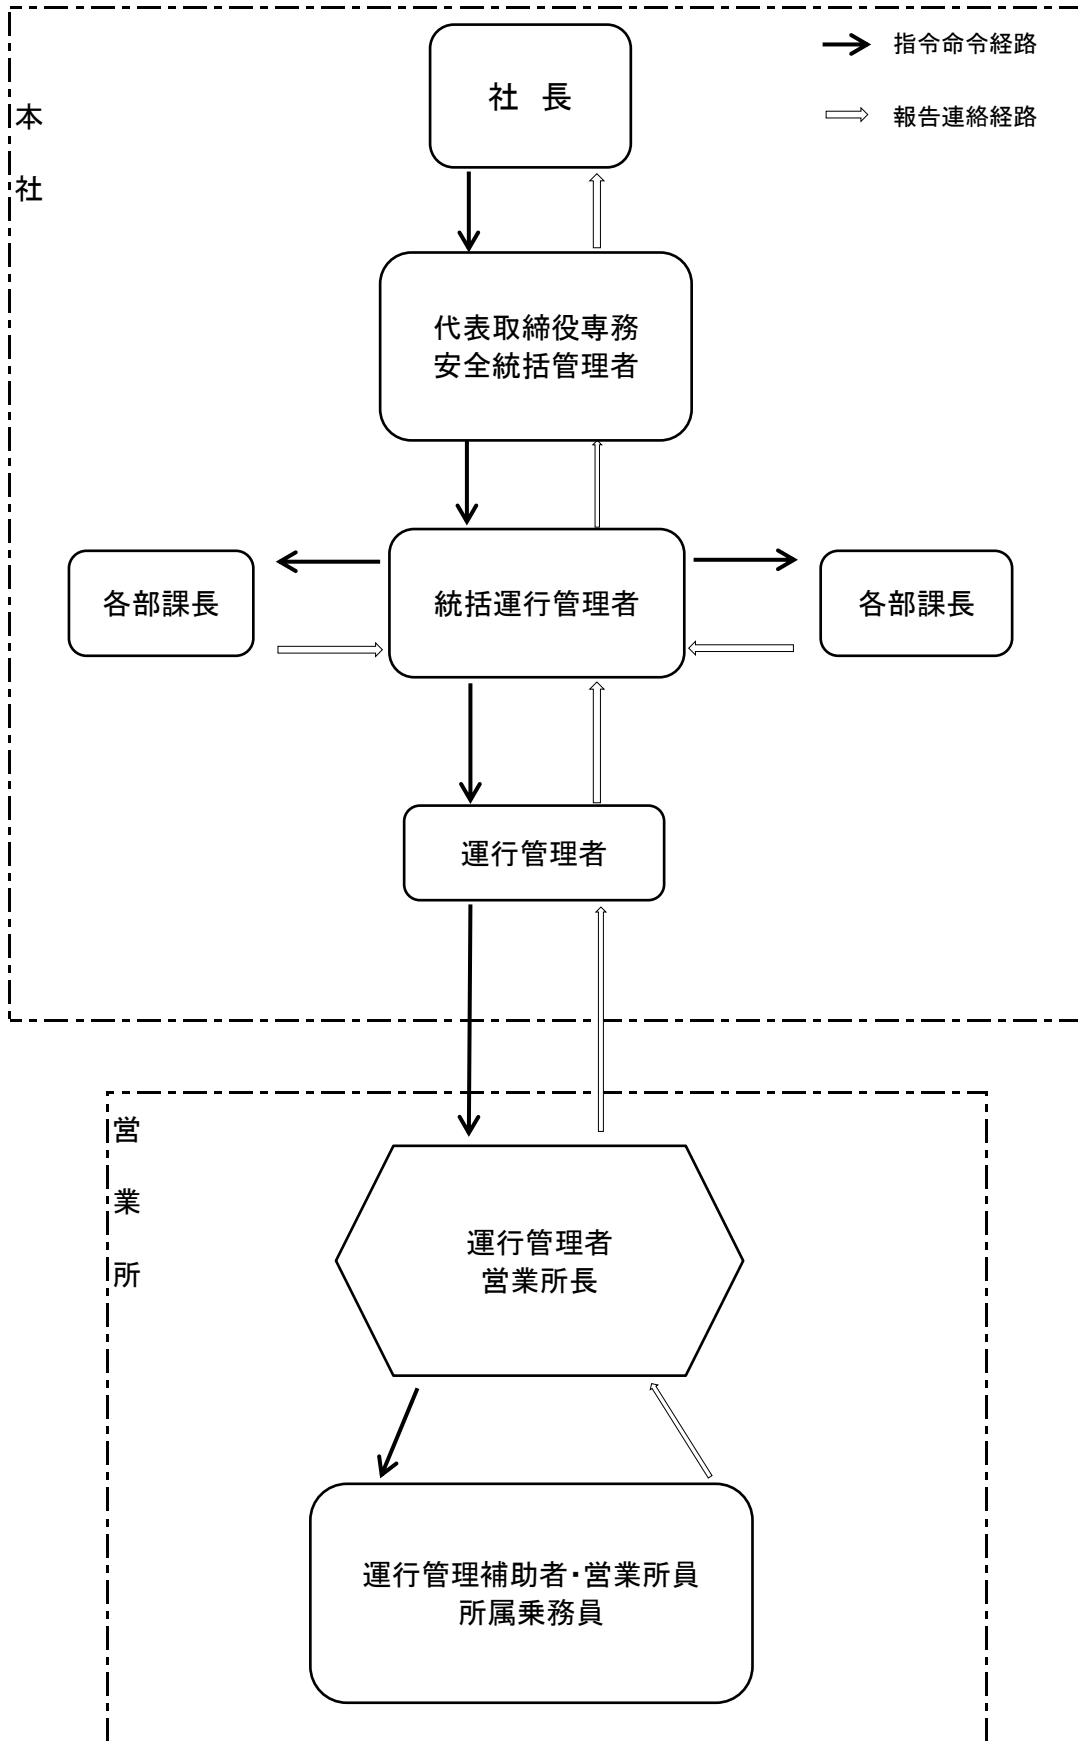 社 長
指令命令経路
報告連絡経路
本
社
代表取締役専務
安全統括管理者
各部課長
統括運行管理者
各部課長
運行管理者
営
業
所
運行管理者
営業所長
運行管理補助者・営業所員
所属乗務員